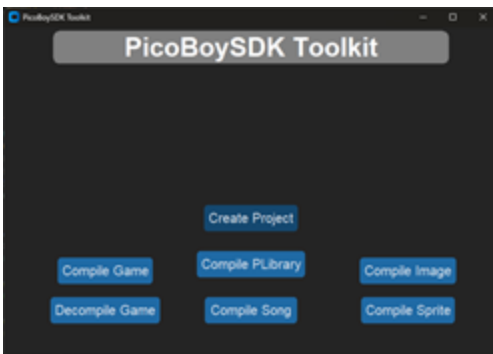 PicoBoySDK Toolkit
PicoBoySDK Toolkit
Create Project
Compile Game
Compile PLibrary
Compile Image
Decompile Game
Compile Song
Compile Sprite